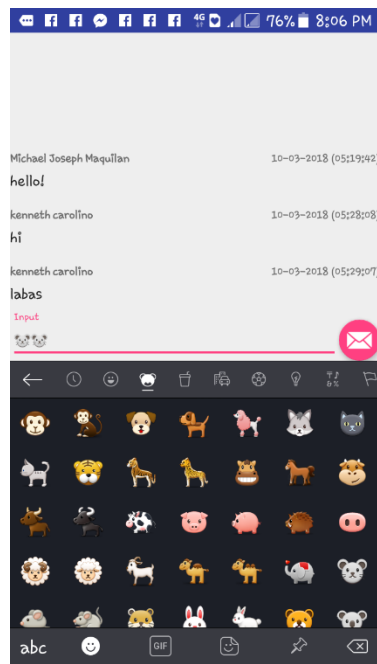 4G 76% 8:06 PM
Michael Joseph Maquilan 10-03-2018 (05:19:42)
hello!
kenneth carolino 10-03-2018 (05:28:08)
hi
kenneth carolino 10-03-2018 (05:29:07)
labas
Input
abc GIF